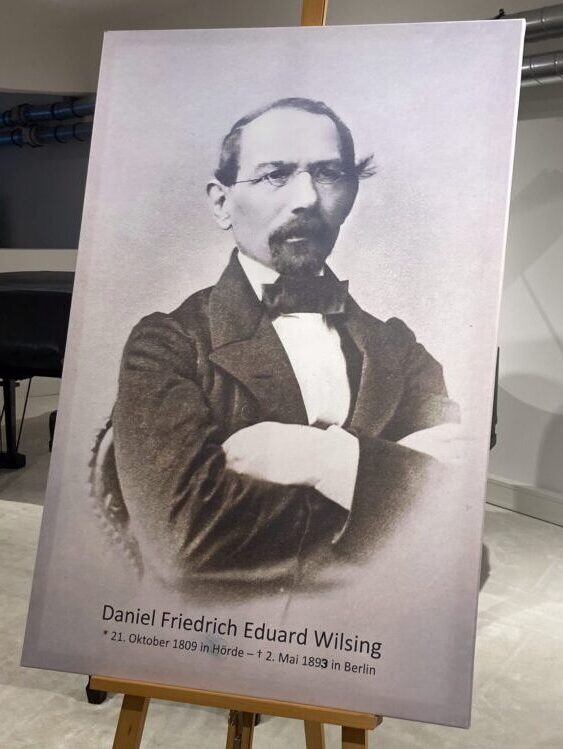 Daniel Friedrich Eduard Wilsing
* 21. Oktober 1809 in Hörde – † 2. Mai 1893 in Berlin